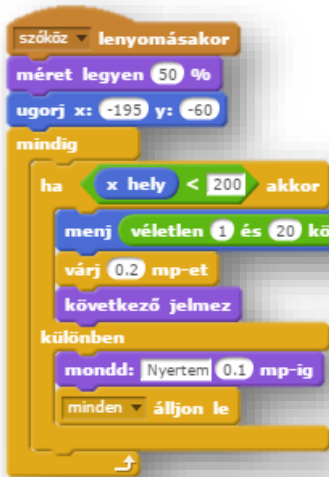 szóköz lenyomásakor
méret legyen 50 %
ugorj x: -195 y: -60
mindig
ha x hely < 200 akkor
menj véletlen 1 és 20
várj 0.2 mp-et
következő jelmez
különben
mondd: Nyertem 0.1 mp-ig
minden álljon le